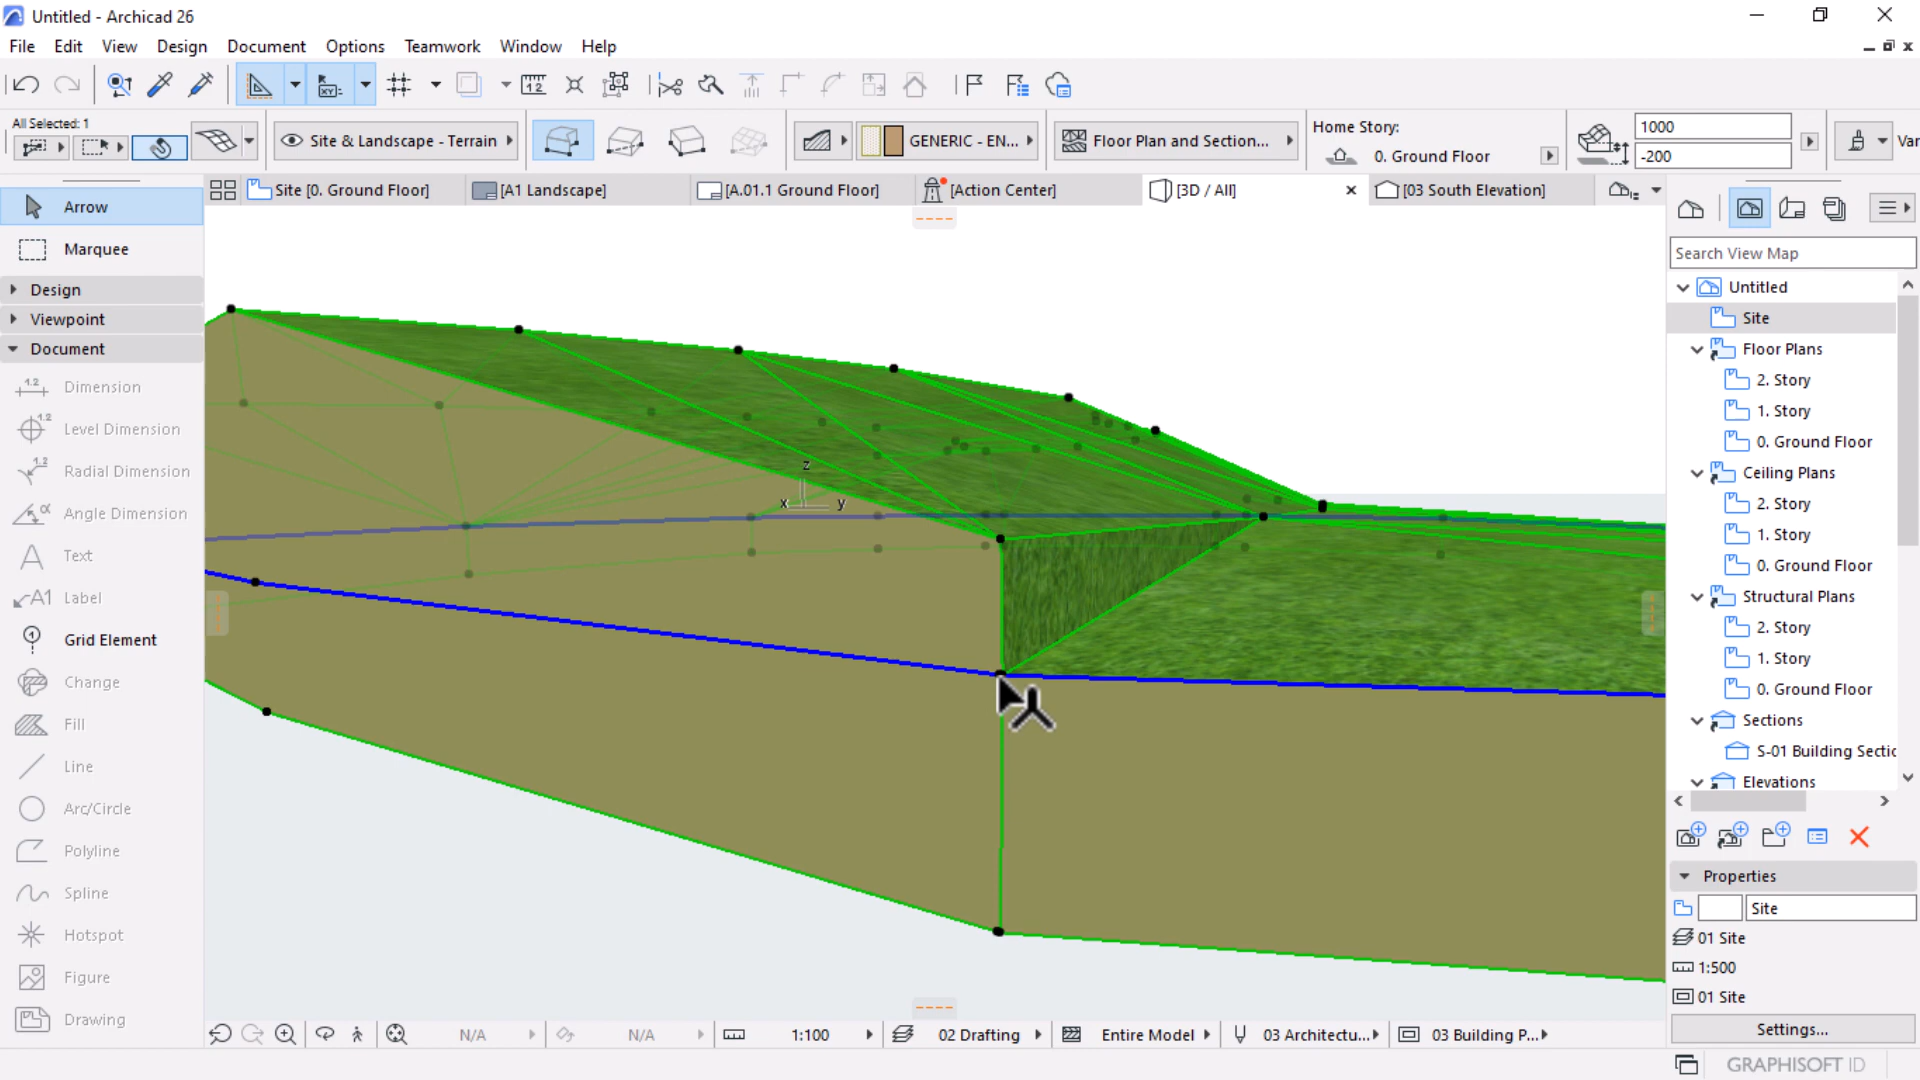 Untitled - Archicad 26
File Edit View Design Document Options Teamwork Window Help
All Selected: 1
Site & Landscape - Terrain
GENERIC - EN...
Floor Plan and Section...
Home Story:
0. Ground Floor
1000
-200
Var
Site [0. Ground Floor]
[A1 Landscape]
[A.01.1 Ground Floor]
[Action Center]
[3D / All]
[03 South Elevation]
Arrow
Marquee
Design
Viewpoint
Document
Dimension
Level Dimension
Radial Dimension
Angle Dimension
Text
Label
Grid Element
Change
Fill
Line
Arc/Circle
Polyline
Spline
Hotspot
Figure
Drawing
z
x
y
Search View Map
Untitled
Site
Floor Plans
2. Story
1. Story
0. Ground Floor
Ceiling Plans
2. Story
1. Story
0. Ground Floor
Structural Plans
2. Story
1. Story
0. Ground Floor
Sections
S-01 Building Sectic
Elevations
Properties
Site
01 Site
1:500
01 Site
Settings...
N/A
N/A
1:100
02 Drafting
Entire Model
03 Architectu...
03 Building P...
GRAPHISOFT ID